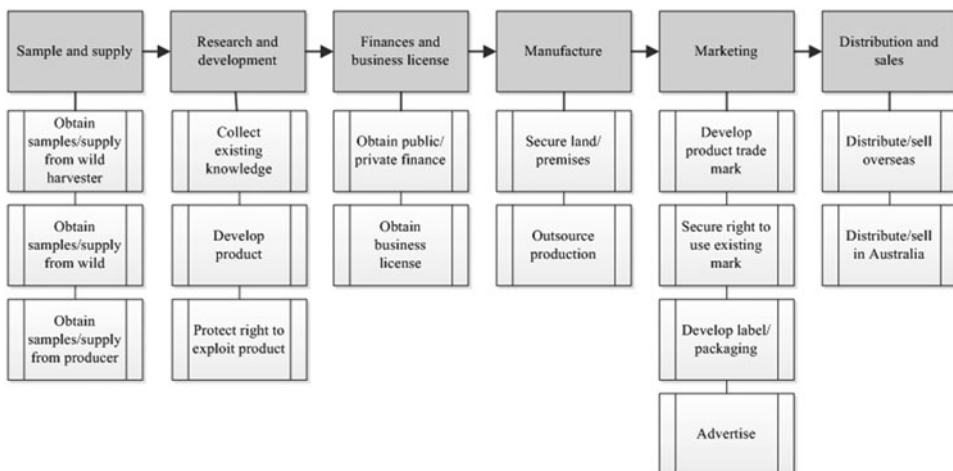 Sample and supply
Research and
development
Finances and
business license
Manufacture
Marketing
Distribution and
sales
Obtain
samples/supply
from wild
harvester
Obtain
samples/supply
from wild
Obtain
samples/supply
from producer
Collect
existing
knowledge
Develop
product
Protect right to
exploit product
Obtain public/
private finance
Obtain
business
license
Secure land/
premises
Outsource
production
Develop
product trade
mark
Secure right to
use existing
mark
Develop label/
packaging
Advertise
Distribute/sell
overseas
Distribute/sell
in Australia